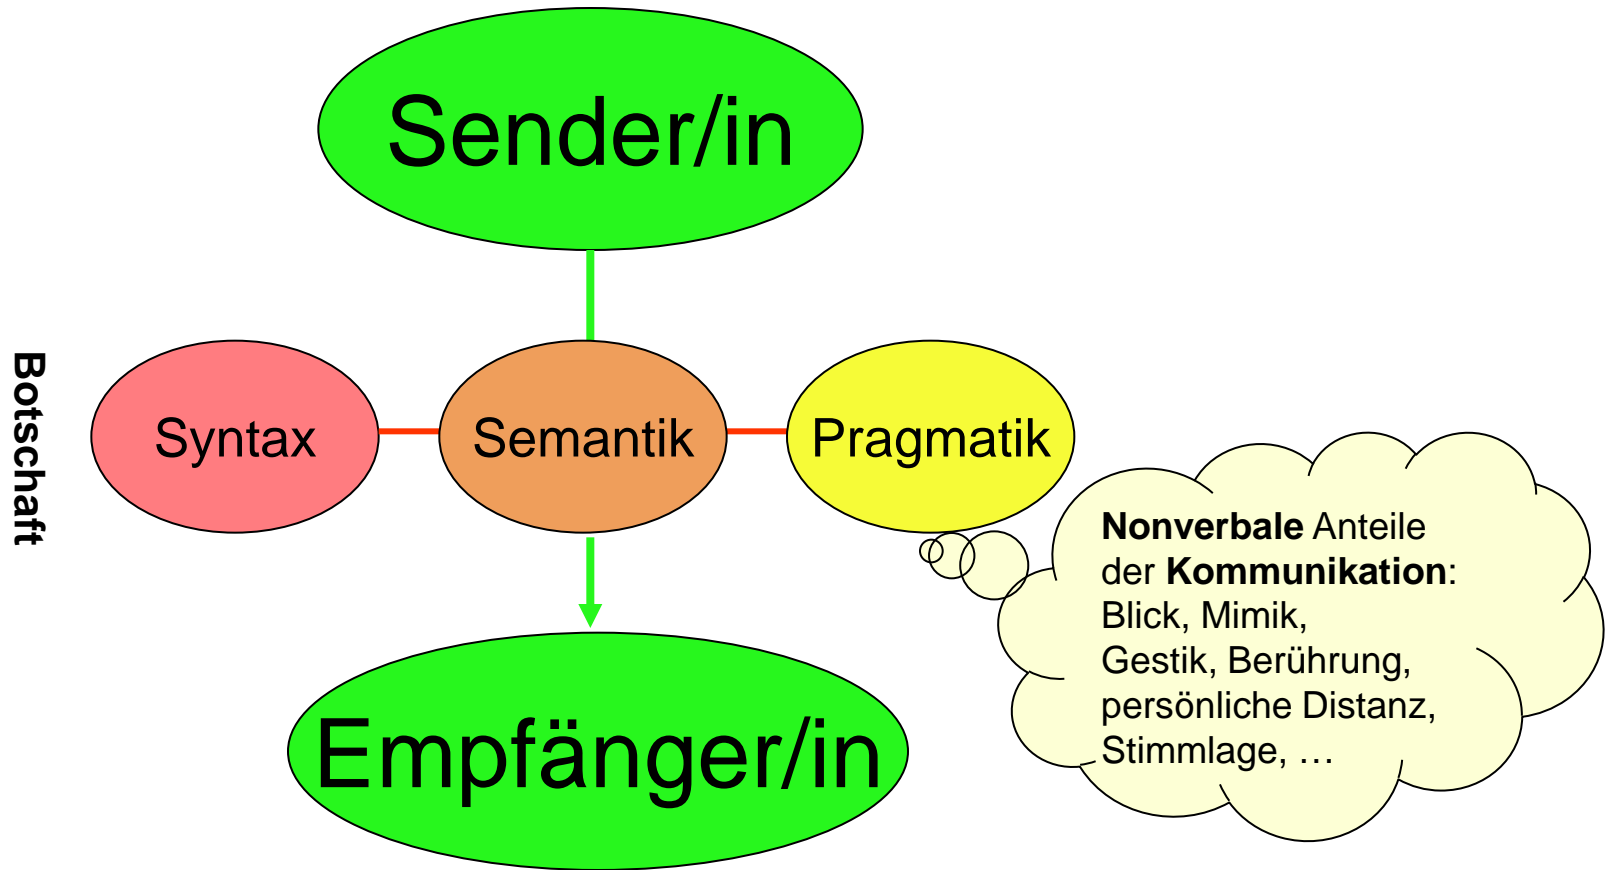 Sender/in
Botschaft
Syntax
Semantik
Pragmatik
Nonverbale Anteile
der Kommunikation:
Blick, Mimik,
Gestik, Berührung,
persönliche Distanz,
Stimmlage, …
Empfänger/in